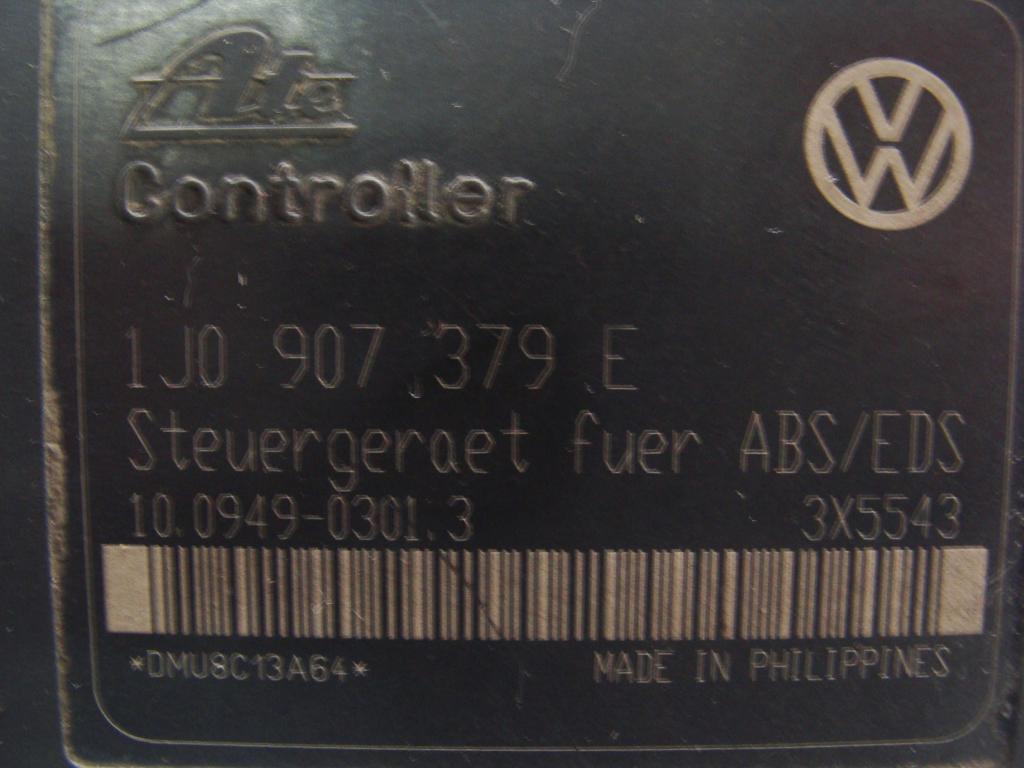 Ate
Controller
1J0 907 379 E
Steuergeraet fuer ABS/EDS
10.0949-0301.3 3X5543
*DMU8C13A64*
MADE IN PHILIPPINES